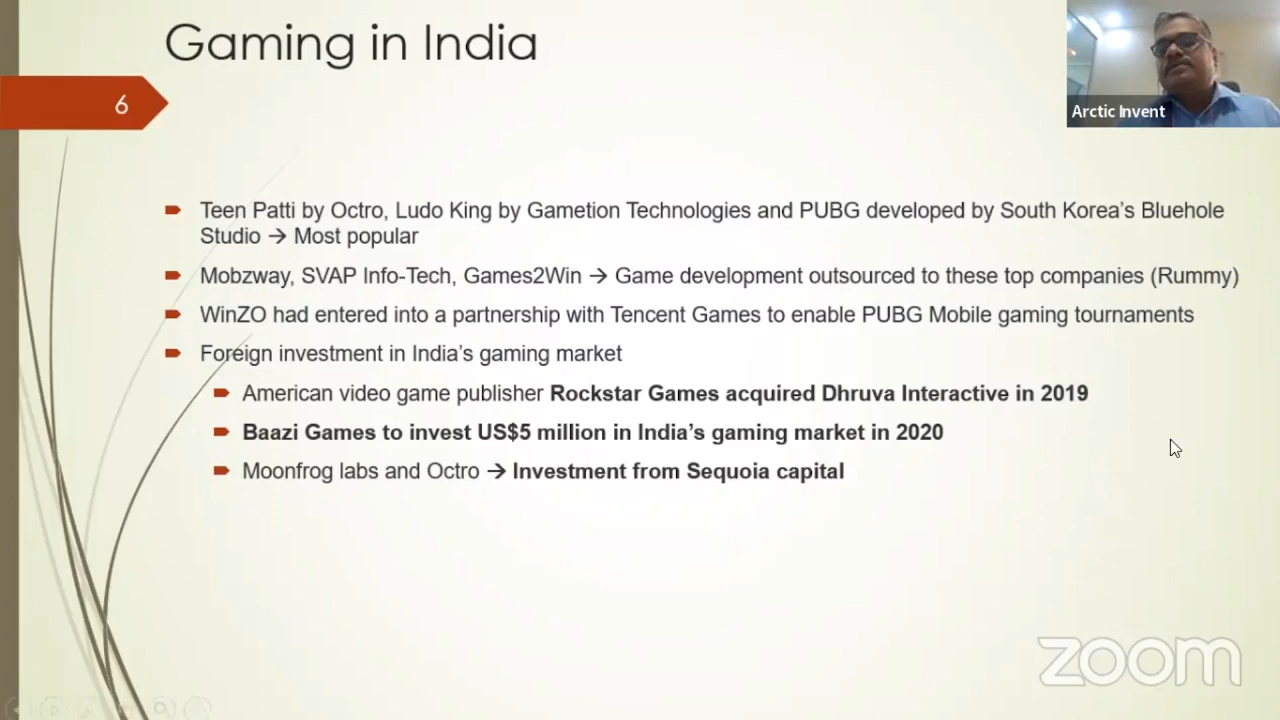 Gaming in India
6
Arctic Invent
Teen Patti by Octro, Ludo King by Gametion Technologies and PUBG developed by South Korea’s Bluehole
Studio → Most popular
Mobzway, SVAP Info-Tech, Games2Win → Game development outsourced to these top companies (Rummy)
WinZO had entered into a partnership with Tencent Games to enable PUBG Mobile gaming tournaments
Foreign investment in India’s gaming market
American video game publisher Rockstar Games acquired Dhruva Interactive in 2019
Baazi Games to invest US$5 million in India’s gaming market in 2020
Moonfrog labs and Octro → Investment from Sequoia capital
zoom